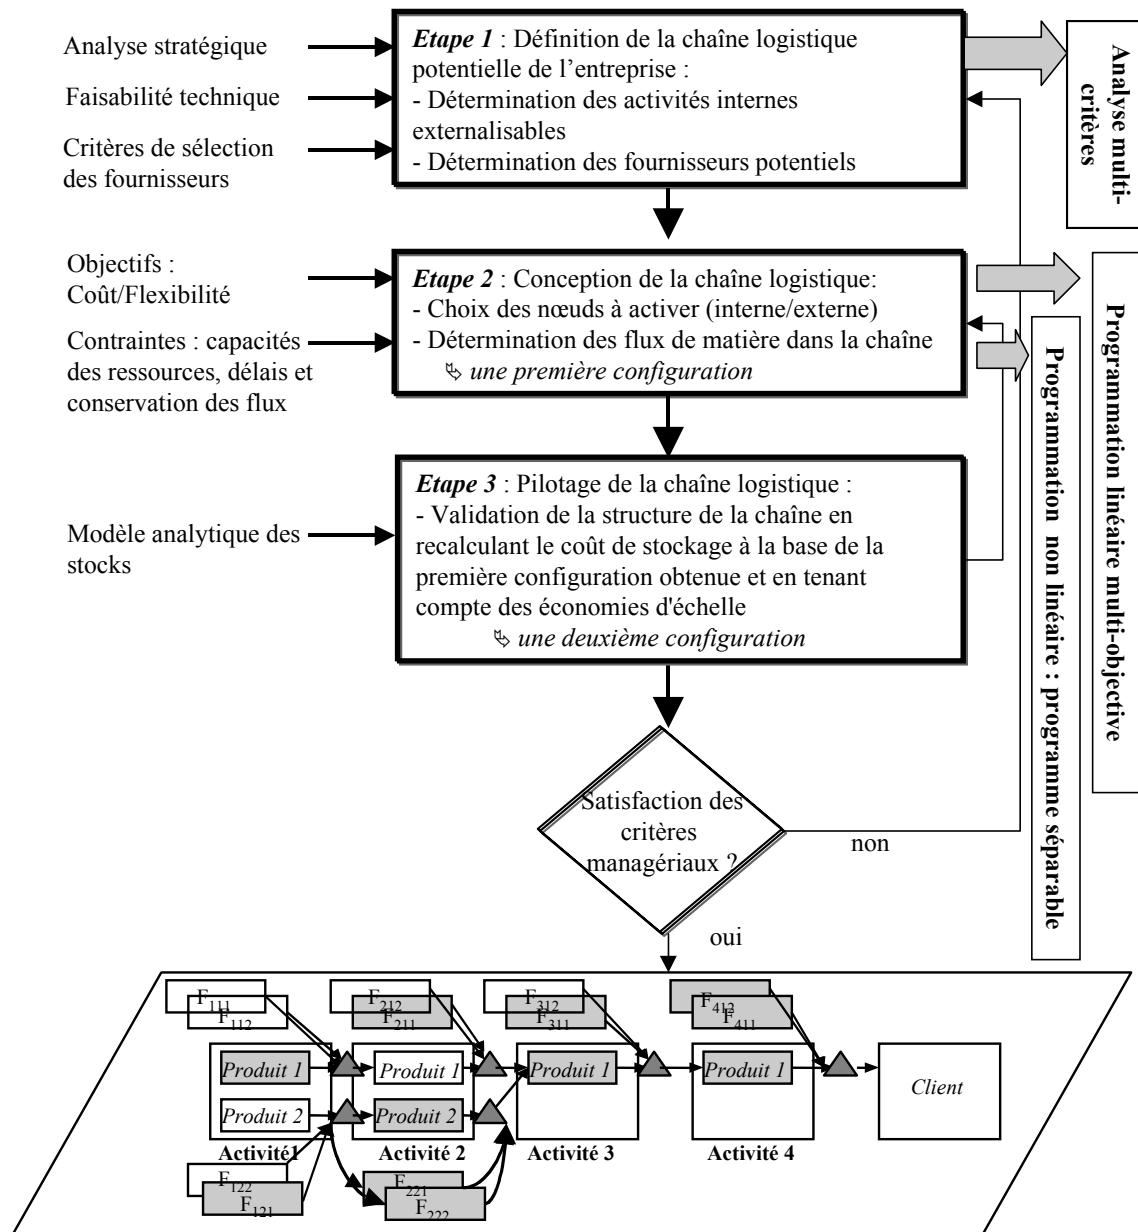 Analyse stratégique
Faisabilité technique
Critères de sélection
des fournisseurs
Etape 1 : Définition de la chaîne logistique
potentielle de l’entreprise :
- Détermination des activités internes
externalisables
- Détermination des fournisseurs potentiels
Analyse multi-
critères
Objectifs :
Coût/Flexibilité
Contraintes : capacités
des ressources, délais et
conservation des flux
Etape 2 : Conception de la chaîne logistique:
- Choix des nœuds à activer (interne/externe)
- Détermination des flux de matière dans la chaîne
↳ une première configuration
Programmation linéaire multi-objective
Programmation non linéaire : programme séparable
Modèle analytique des
stocks
Etape 3 : Pilotage de la chaîne logistique :
- Validation de la structure de la chaîne en
recalculant le coût de stockage à la base de la
première configuration obtenue et en tenant
compte des économies d'échelle
↳ une deuxième configuration
Satisfaction des
critères
managériaux ?
non
oui
F111
F112
F212
F211
F312
F311
F412
F411
Produit 1
Produit 1
Produit 1
Produit 1
Client
Produit 2
Produit 2
Activité1
Activité 2
Activité 3
Activité 4
F122
F121
F221
F222